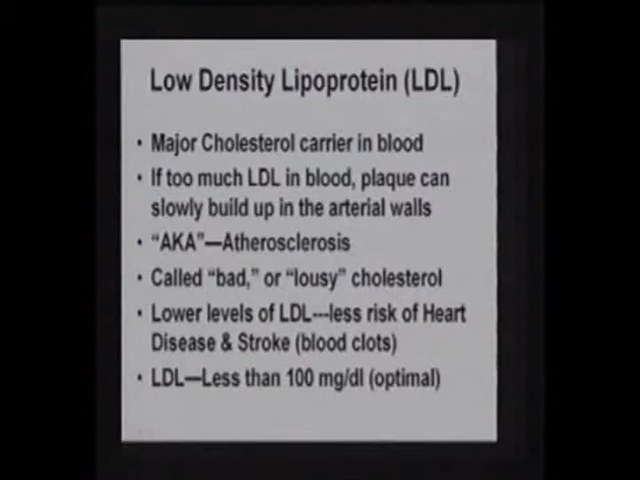 Low Density Lipoprotein (LDL)
• Major Cholesterol carrier in blood
• If too much LDL in blood, plaque can
slowly build up in the arterial walls
• “AKA”—Atherosclerosis
• Called “bad,” or “lousy” cholesterol
• Lower levels of LDL---less risk of Heart
Disease & Stroke (blood clots)
• LDL—Less than 100 mg/dl (optimal)